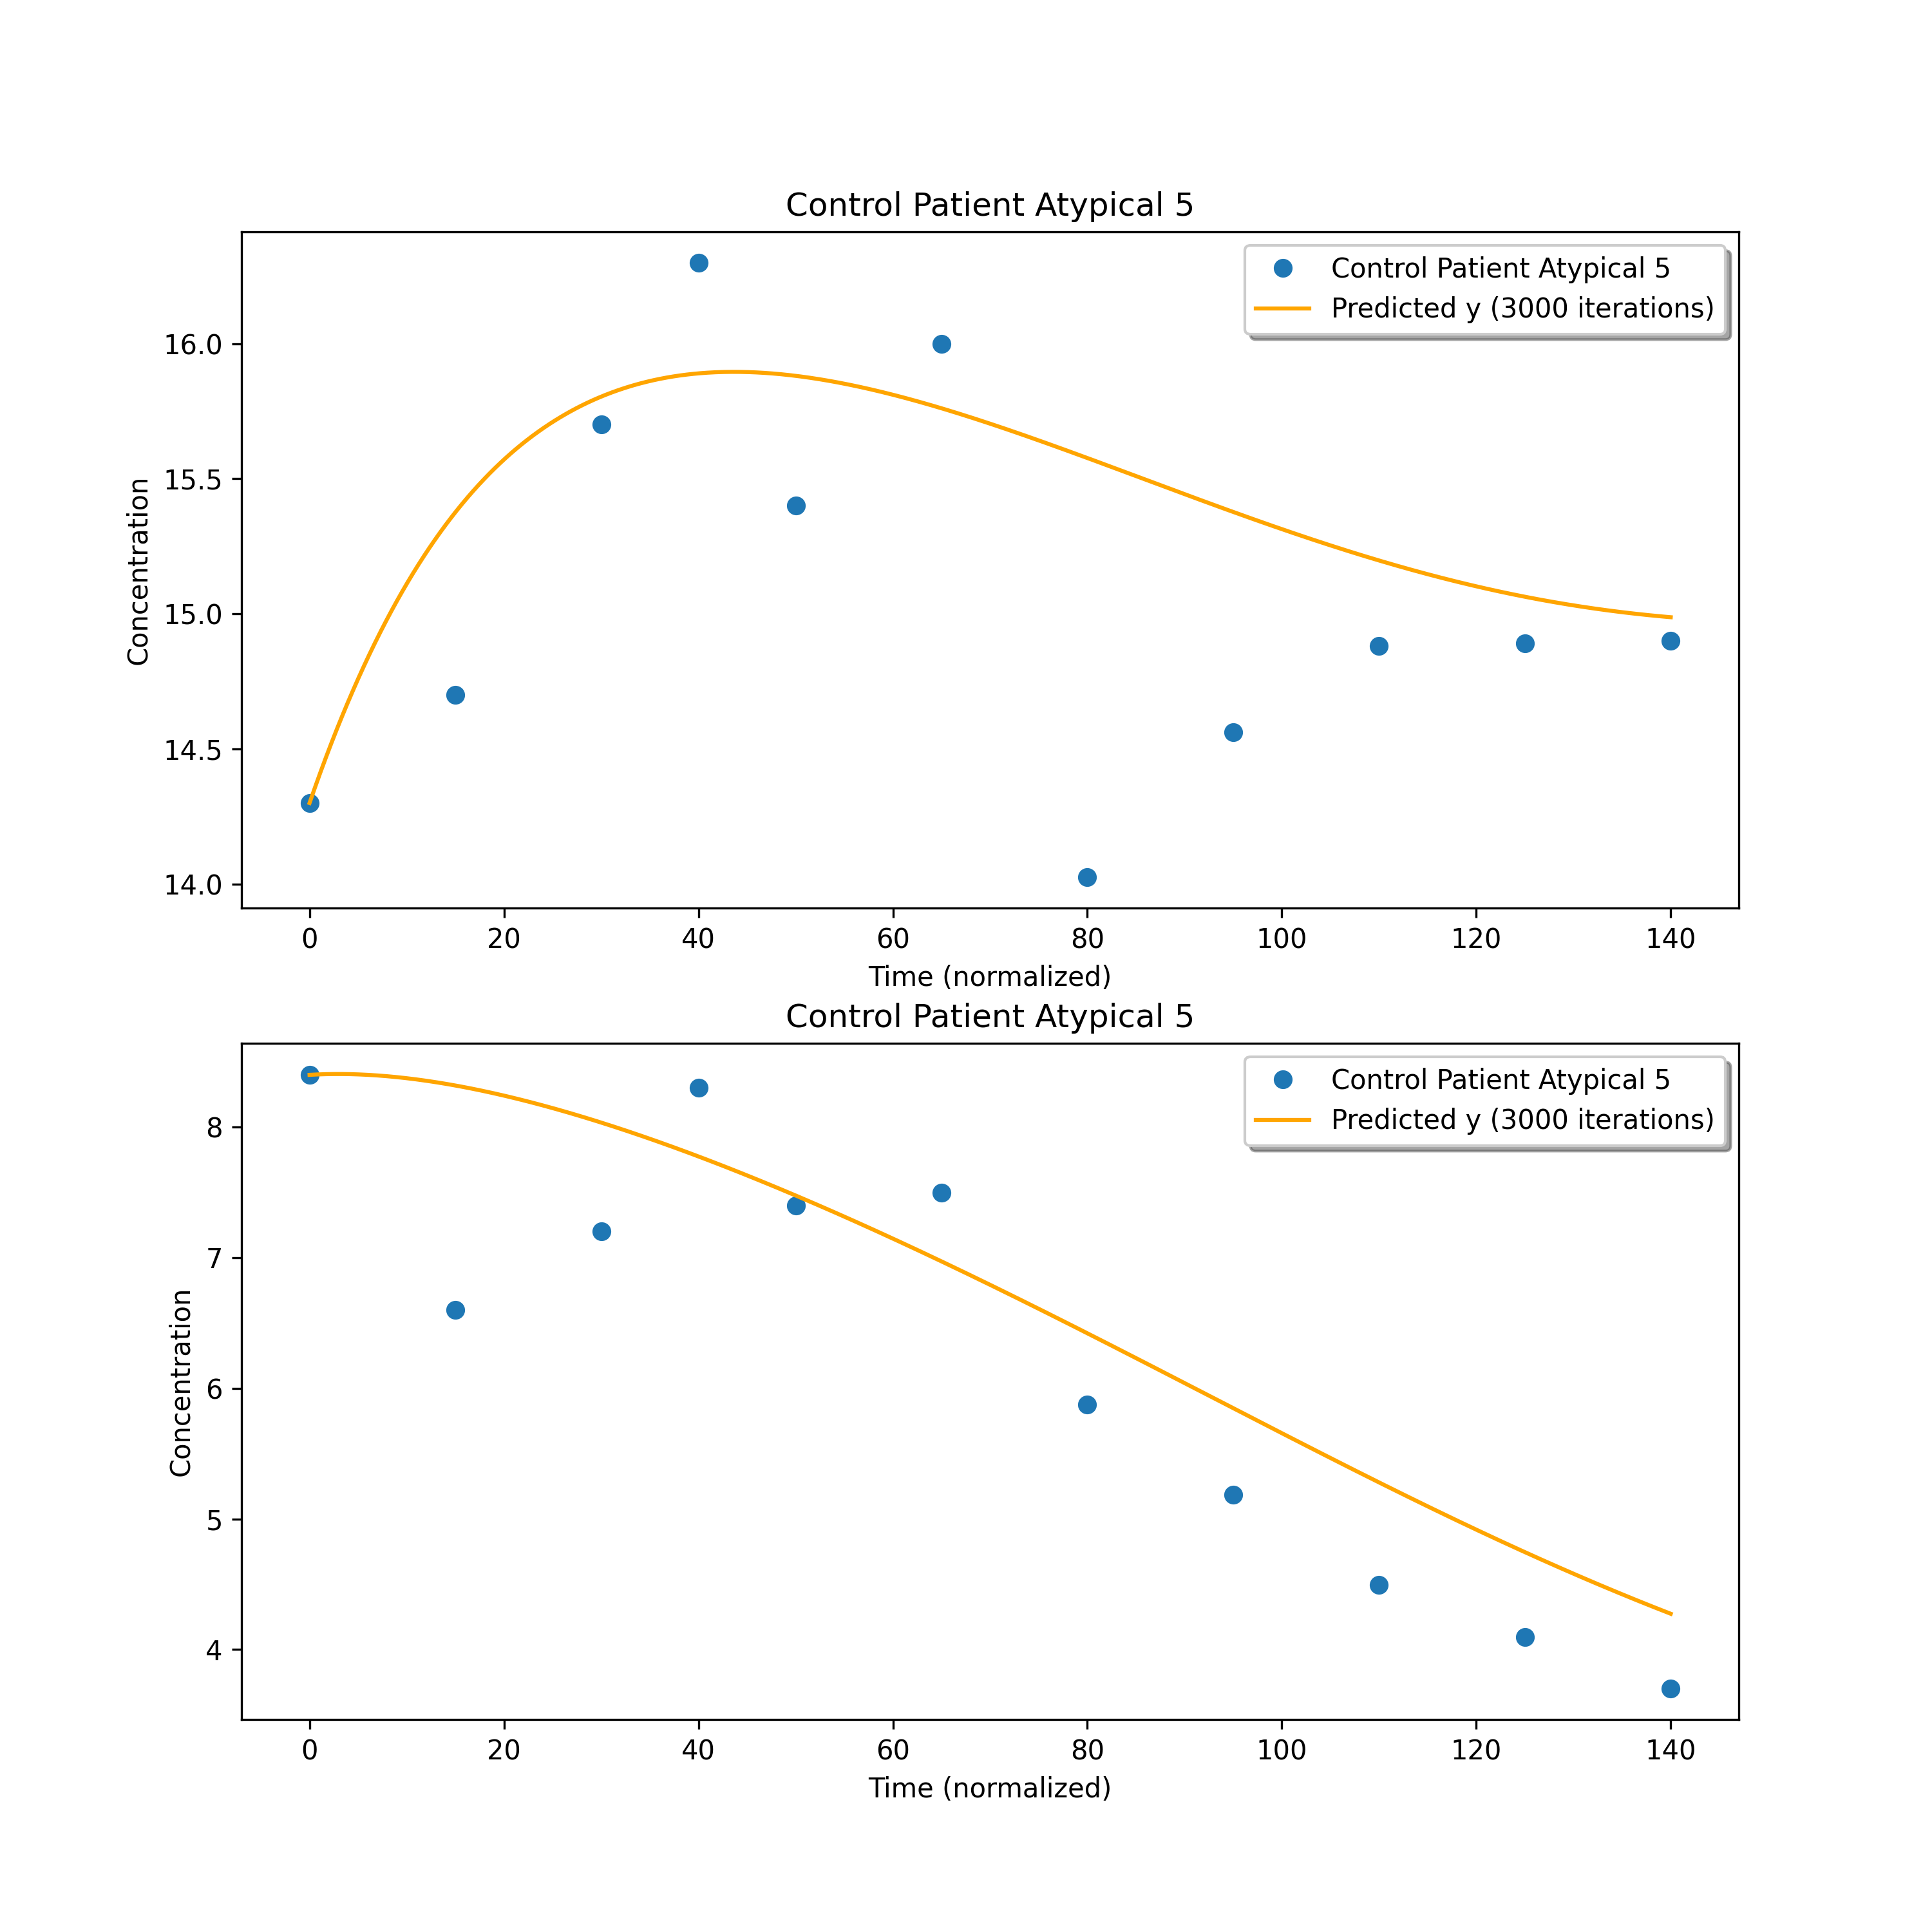 Control Patient Atypical 5
Control Patient Atypical 5
Predicted y (3000 iterations)
16.0
15.5
15.0
14.5
14.0
Concentration
0 20 40 60 80 100 120 140
Time (normalized)
Control Patient Atypical 5
Control Patient Atypical 5
Predicted y (3000 iterations)
8
7
6
5
4
Concentration
0 20 40 60 80 100 120 140
Time (normalized)